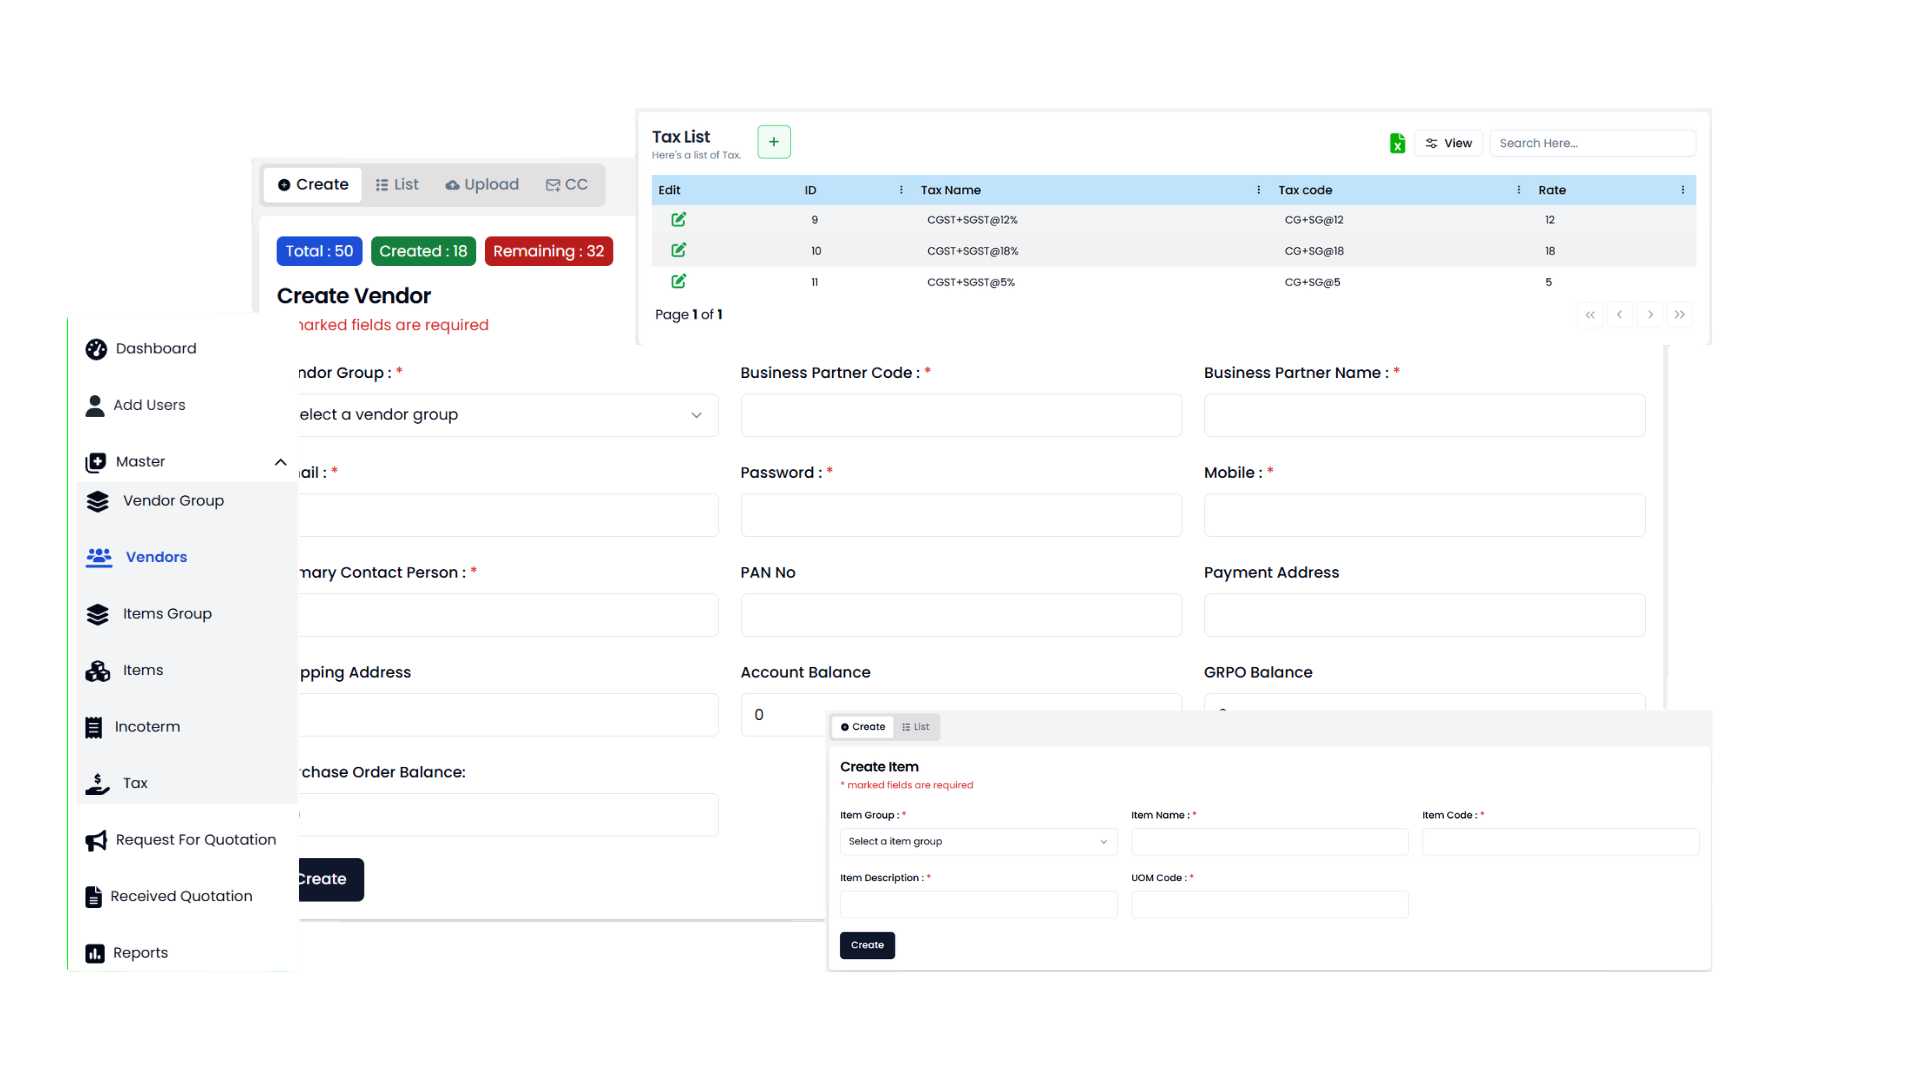 Tax List
Here's a list of Tax.
+
View
Search Here...
Edit ID Tax Name Tax code Rate
9 CGST+SGST@12% CG+SG@12 12
10 CGST+SGST@18% CG+SG@18 18
11 CGST+SGST@5% CG+SG@5 5
Page 1 of 1
Create List Upload CC
Total : 50 Created : 18 Remaining : 32
Create Vendor
marked fields are required
ndor Group : * Business Partner Code : * Business Partner Name : *
elect a vendor group
ail : * Password : * Mobile : *
mary Contact Person : * PAN No Payment Address
pping Address Account Balance GRPO Balance
0
chase Order Balance:
Create
Dashboard
Add Users
Master
Vendor Group
Vendors
Items Group
Items
Incoterm
Tax
Request For Quotation
Received Quotation
Reports
Create List
Create Item
* marked fields are required
Item Group : * Item Name : * Item Code : *
Select a item group
Item Description : * UOM Code : *
Create